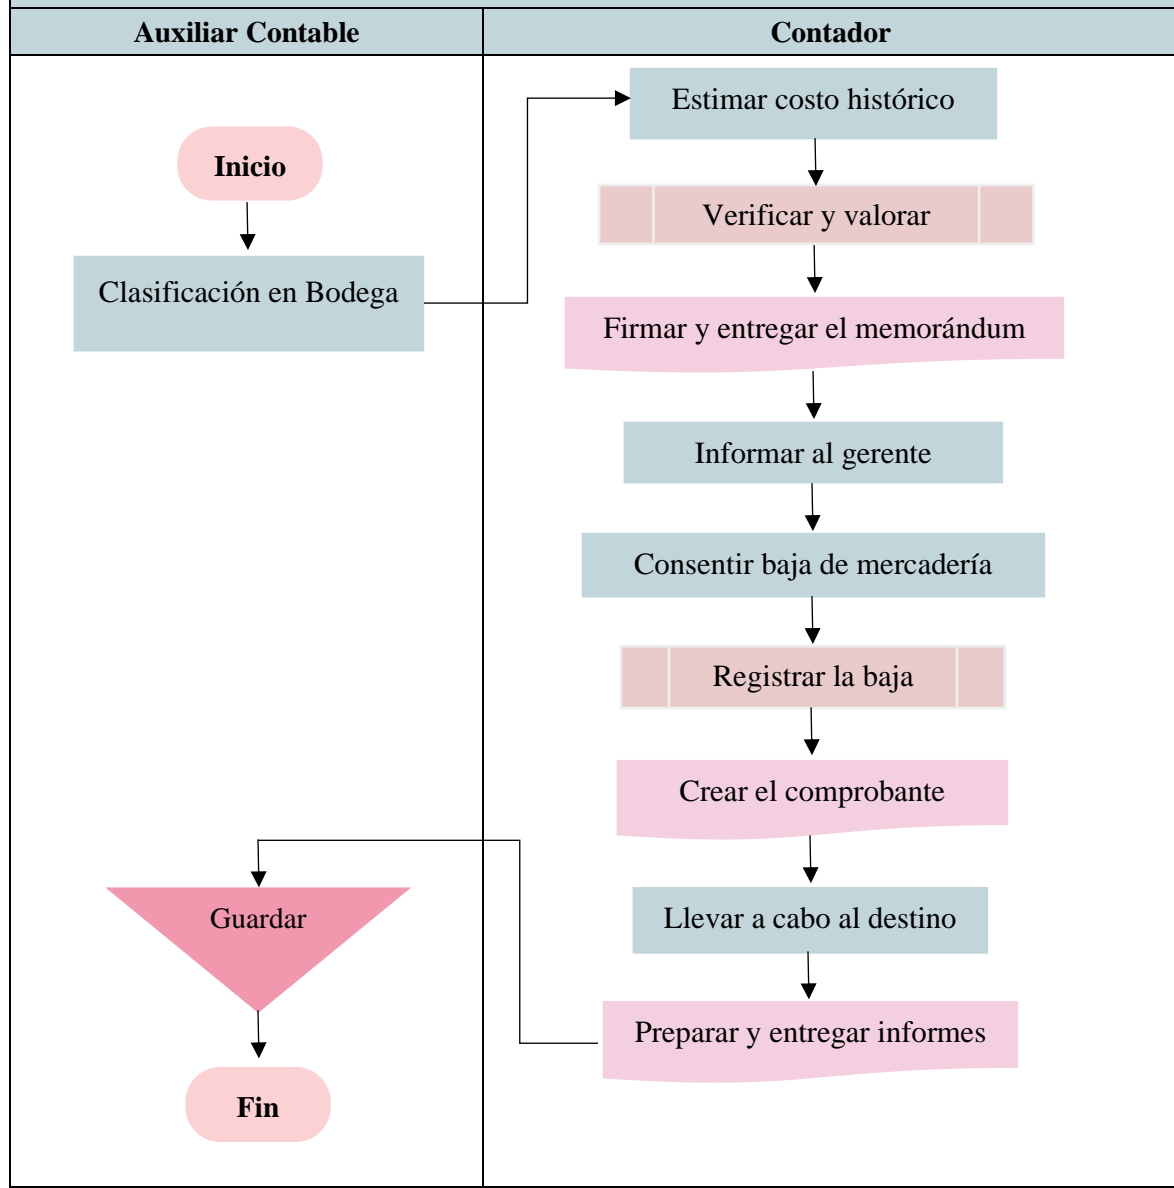 Auxiliar Contable
Contador
Inicio
Clasificación en Bodega
Estimar costo histórico
Verificar y valorar
Firmar y entregar el memorándum
Informar al gerente
Consentir baja de mercadería
Registrar la baja
Crear el comprobante
Llevar a cabo al destino
Preparar y entregar informes
Guardar
Fin